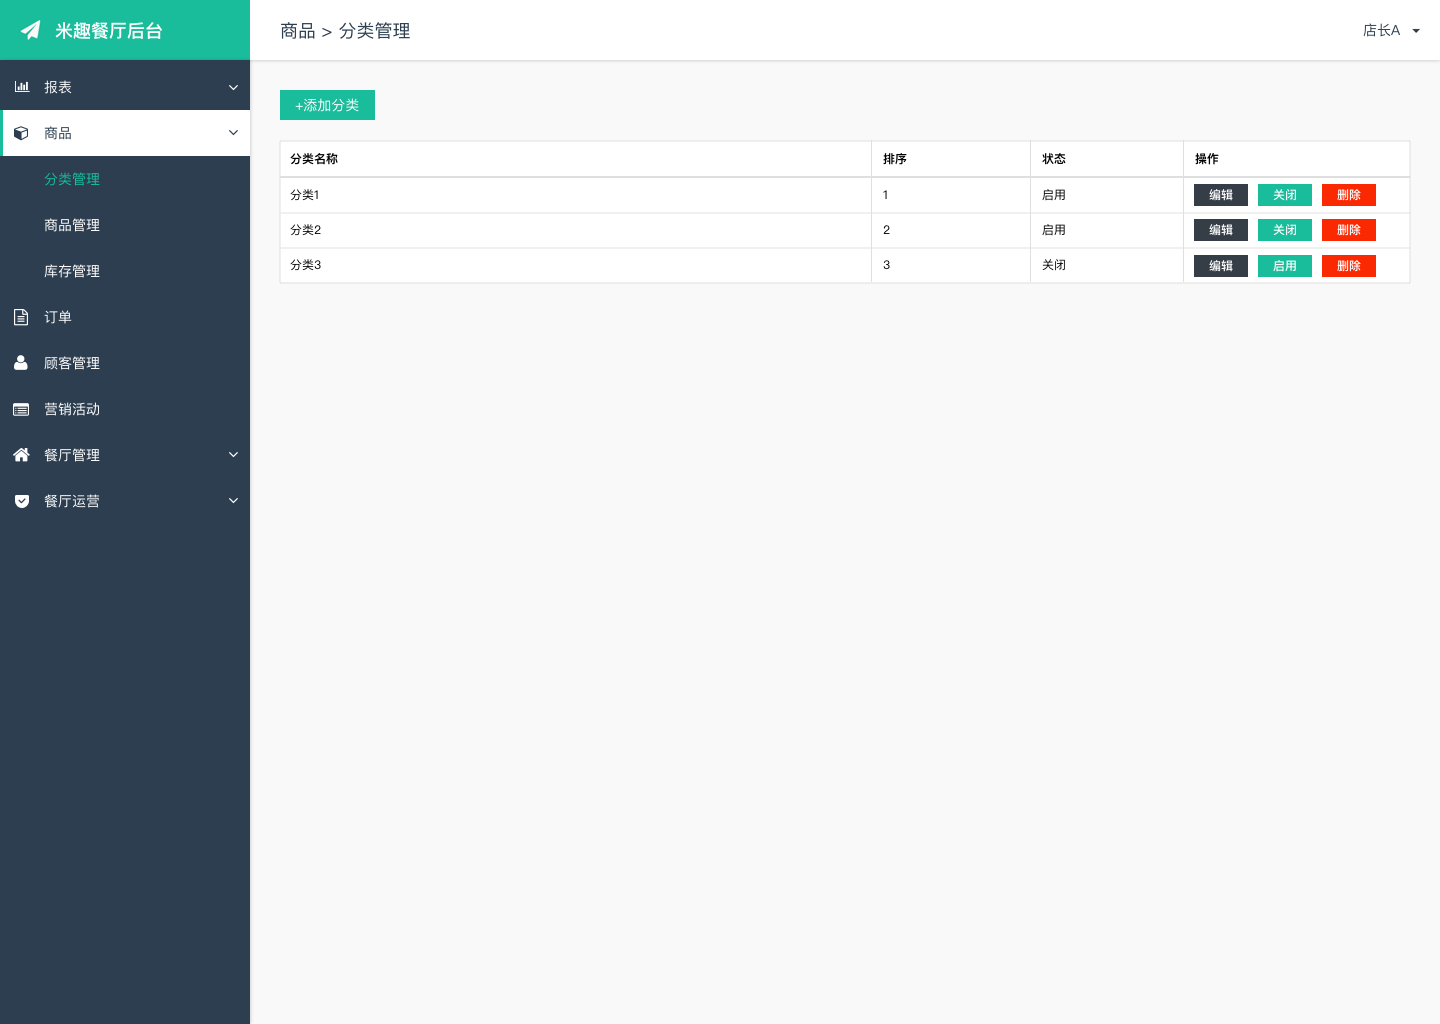 米趣餐厅后台
商品 > 分类管理
店长A
报表
商品
分类管理
商品管理
库存管理
订单
顾客管理
营销活动
餐厅管理
餐厅运营
+添加分类
分类名称 排序 状态 操作
分类1 1 启用 编辑 关闭 删除
分类2 2 启用 编辑 关闭 删除
分类3 3 关闭 编辑 启用 删除